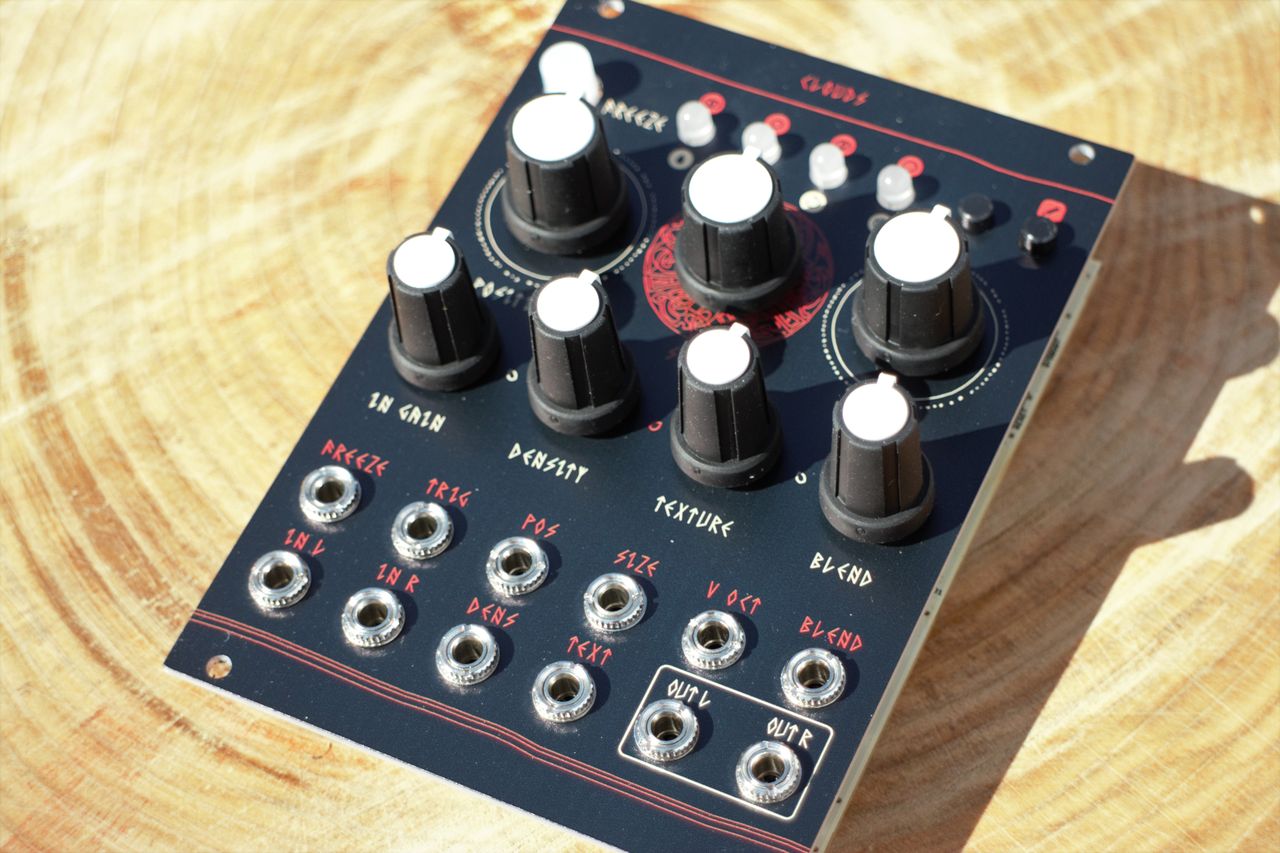 CLOUDS
FREEZE
POSIT
IN GAIN
DENSITY
TEXTURE
BLEND
FREEZE
TRIG
POS
SIZE
V OCT
BLEND
IN L
IN R
DENS
TEXT
OUT L
OUT R